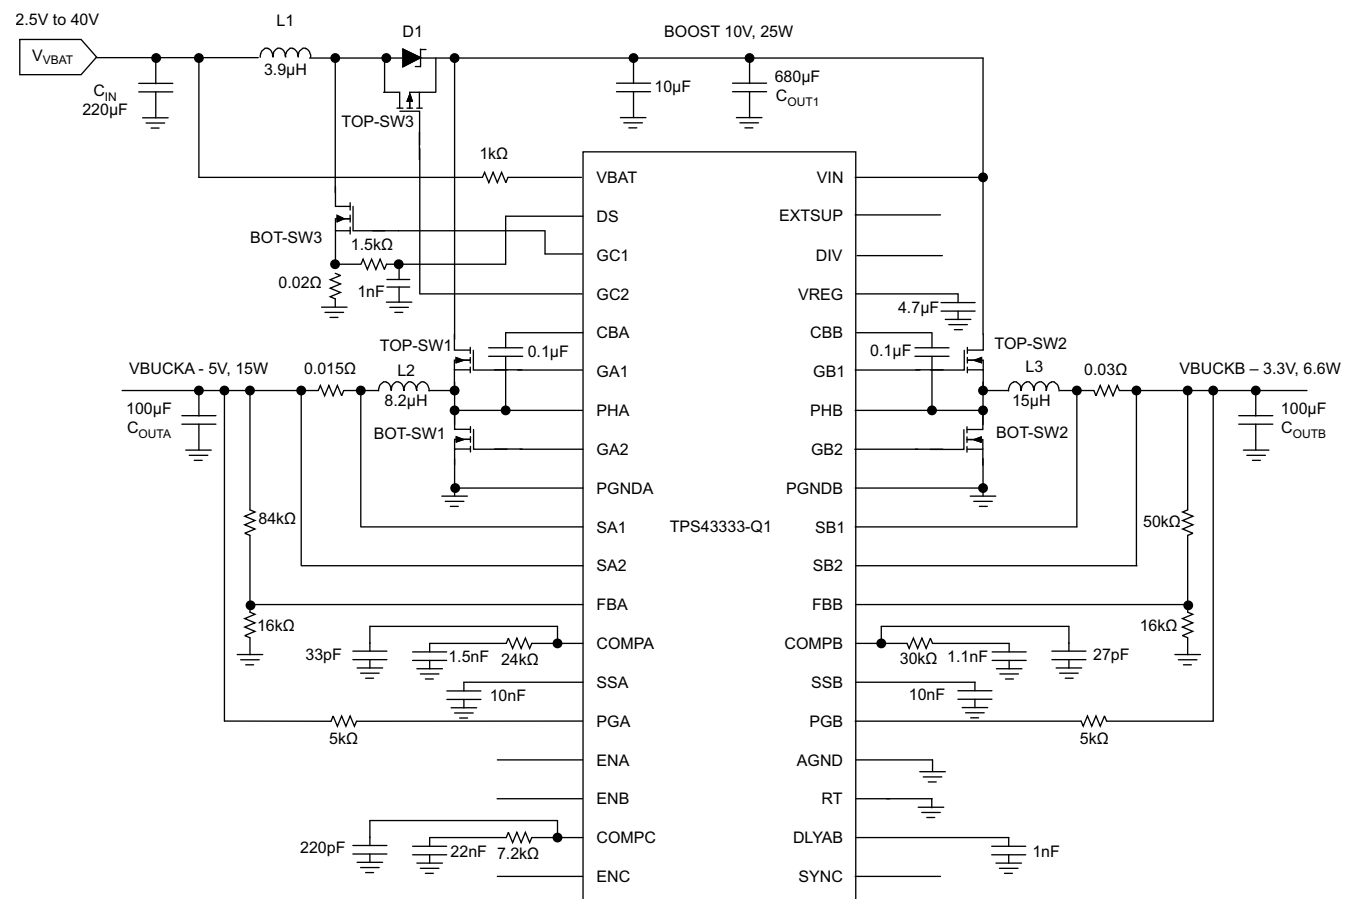 2.5V to 40V
L1
D1
BOOST 10V, 25W
VVBAT
3.9µH
CIN
220µF
TOP-SW3
10µF
680µF
COUT1
1kΩ
VBAT
VIN
DS
EXTSUP
BOT-SW3
1.5kΩ
GC1
DIV
0.02Ω
1nF
GC2
VREG
4.7µF
CBA
CBB
TOP-SW1
0.1µF
0.1µF
TOP-SW2
VBUCKA - 5V, 15W
0.015Ω
L2
GA1
GB1
L3
0.03Ω
VBUCKB – 3.3V, 6.6W
8.2µH
15µH
100µF
COUTA
PHA
PHB
100µF
COUTB
BOT-SW1
BOT-SW2
GA2
GB2
PGNDA
PGNDB
84kΩ
SA1
TPS43333-Q1
SB1
50kΩ
SA2
SB2
FBA
FBB
16kΩ
16kΩ
33pF
1.5nF
24kΩ
COMPA
COMPB
30kΩ
1.1nF
27pF
10nF
SSA
SSB
10nF
PGA
PGB
5kΩ
5kΩ
ENA
AGND
ENB
RT
220pF
22nF
7.2kΩ
COMPC
DLYAB
1nF
ENC
SYNC